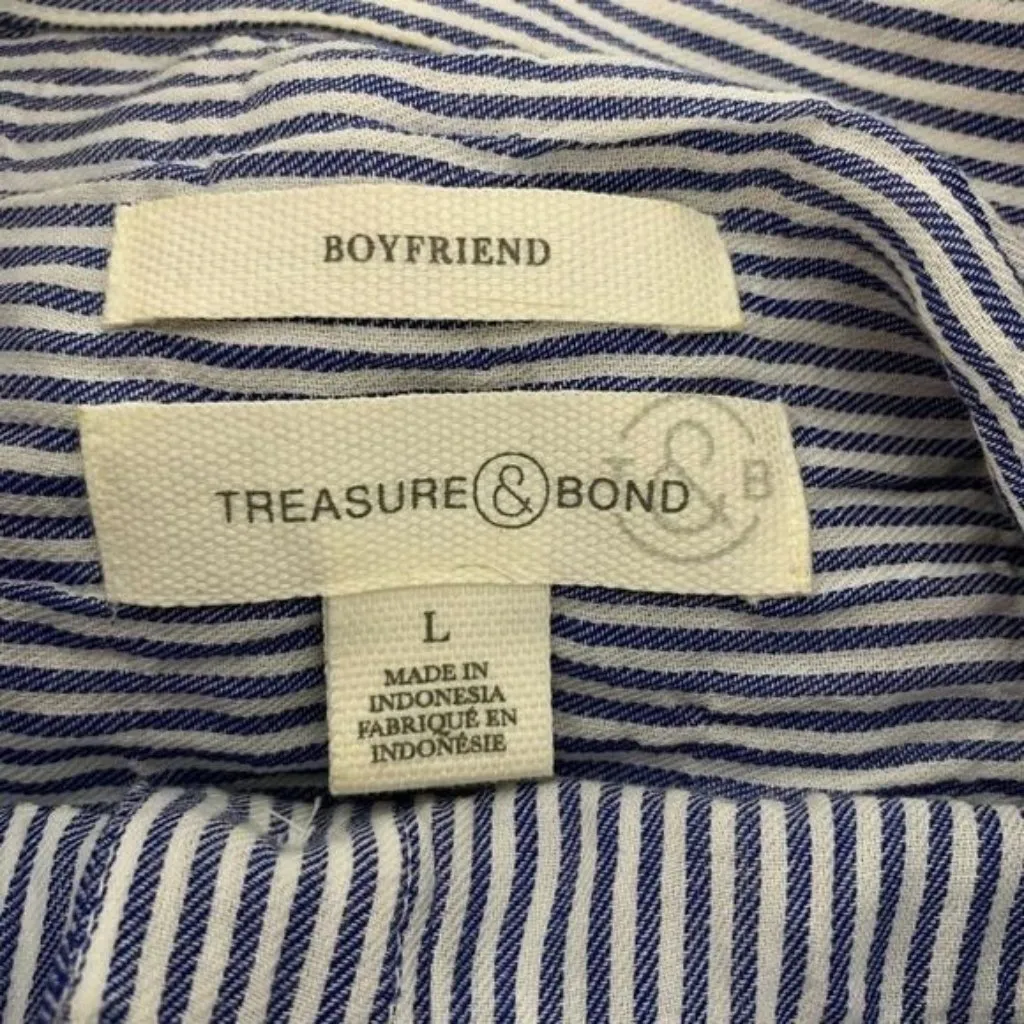 BOYFRIEND
TREASURE & BOND
T & B
L
MADE IN
INDONESIA
FABRIQUÉ EN
INDONÉSIE